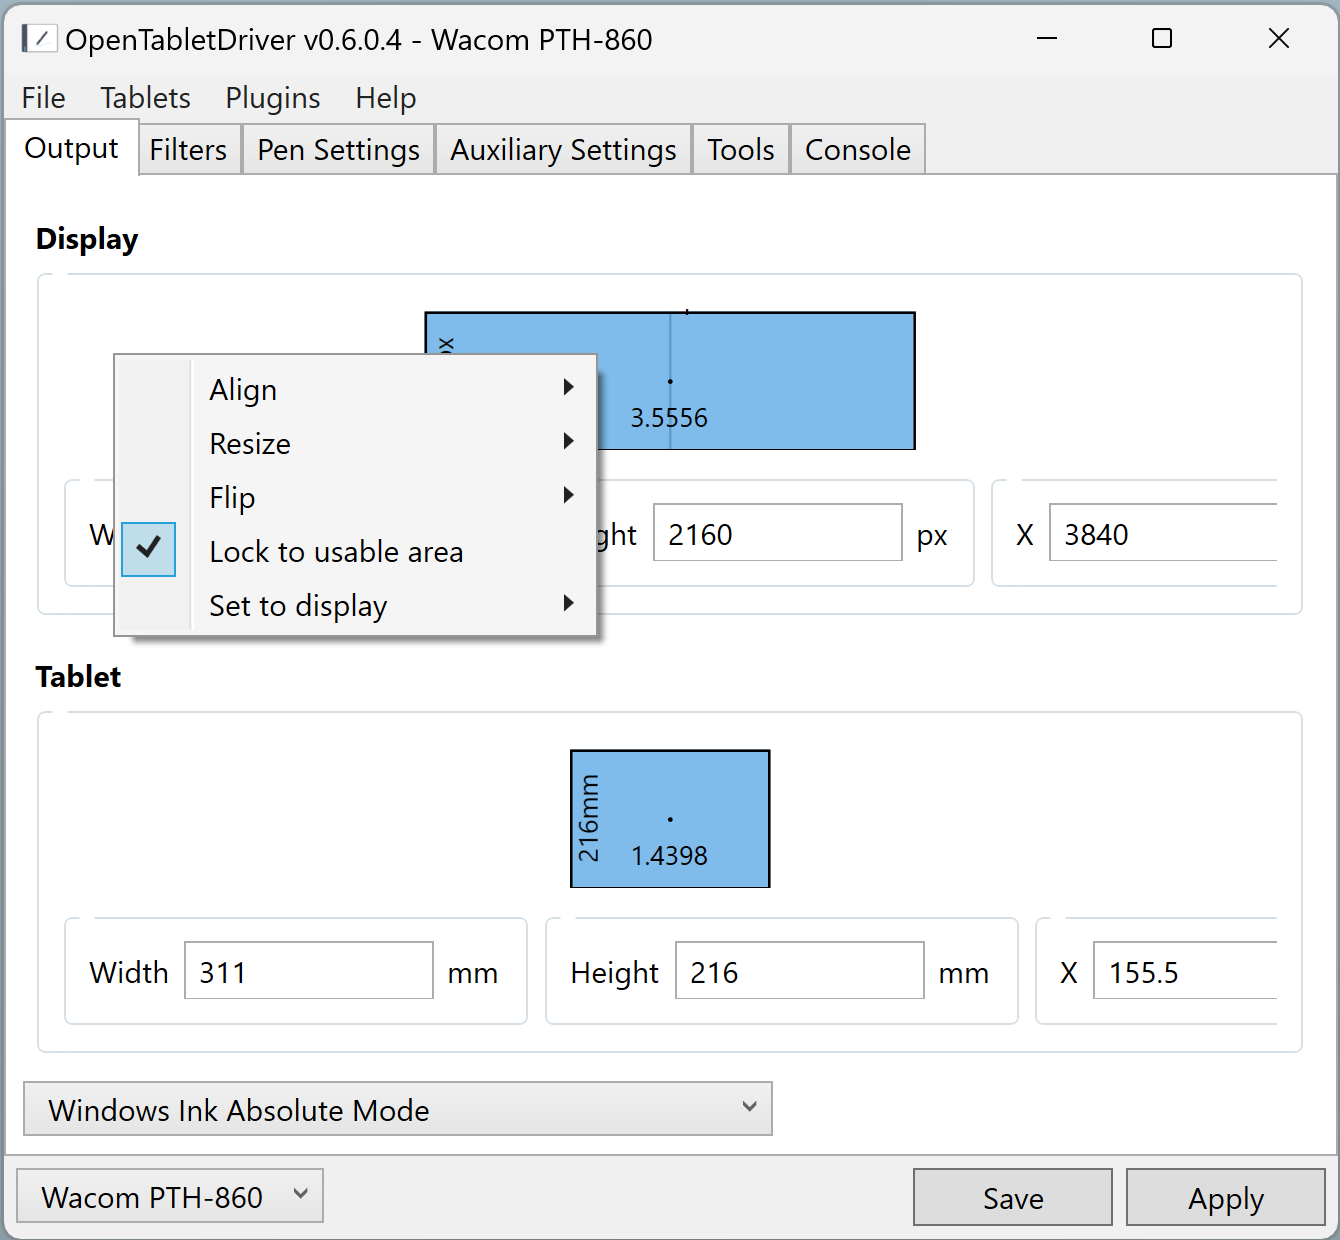 OpenTabletDriver v0.6.0.4 - Wacom PTH-860
File Tablets Plugins Help
Output Filters Pen Settings Auxiliary Settings Tools Console
Display
3.5556
Align
Resize
Flip
Lock to usable area
Set to display
2160 px X 3840
Tablet
216mm
1.4398
Width 311 mm Height 216 mm X 155.5
Windows Ink Absolute Mode
Wacom PTH-860 Save Apply